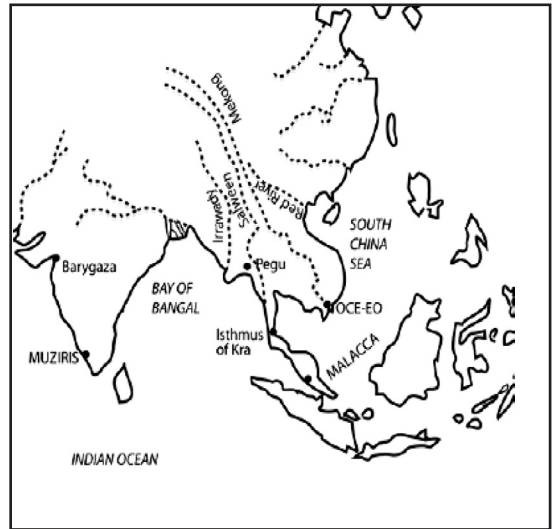 Mekong
Salween
Irrawady
Red River
SOUTH
CHINA
SEA
Barygaza
Pegu
BAY OF
BANGAL
OCE-EO
Isthmus
of Kra
MUZIRIS
MALACCA
INDIAN OCEAN